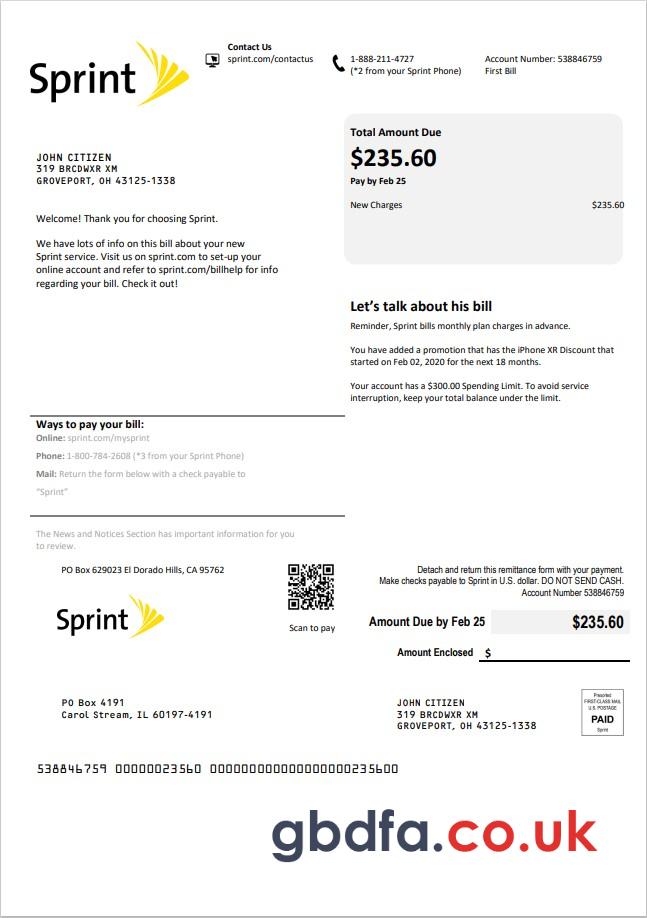 Sprint
Contact Us
sprint.com/contactus
1-888-211-4727
(*2 from your Sprint Phone)
Account Number: 538846759
First Bill
JOHN CITIZEN
319 BRCDWXR XM
GROVEPORT, OH 43125-1338
Total Amount Due
$235.60
Pay by Feb 25
New Charges $235.60
Welcome! Thank you for choosing Sprint.
We have lots of info on this bill about your new
Sprint service. Visit us on sprint.com to set-up your
online account and refer to sprint.com/billhelp for info
regarding your bill. Check it out!
Let's talk about his bill
Reminder, Sprint bills monthly plan charges in advance.
You have added a promotion that has the iPhone XR Discount that
started on Feb 02, 2020 for the next 18 months.
Your account has a $300.00 Spending Limit. To avoid service
interruption, keep your total balance under the limit.
Ways to pay your bill:
Online: sprint.com/mysprint
Phone: 1-800-784-2608 (*3 from your Sprint Phone)
Mail: Return the form below with a check payable to
"Sprint"
The News and Notices Section has important information for you
to review.
PO Box 629023 El Dorado Hills, CA 95762
Sprint
Scan to pay
Detach and return this remittance form with your payment.
Make checks payable to Sprint in U.S. dollar. DO NOT SEND CASH.
Account Number 538846759
Amount Due by Feb 25 $235.60
Amount Enclosed $
PO Box 4191
Carol Stream, IL 60197-4191
JOHN CITIZEN
319 BRCDWXR XM
GROVEPORT, OH 43125-1338
Presorted
FIRST-CLASS MAIL
U.S. POSTAGE
PAID
Sprint
538846759 00000023560 00000000000000000000235600
gbdfa.co.uk